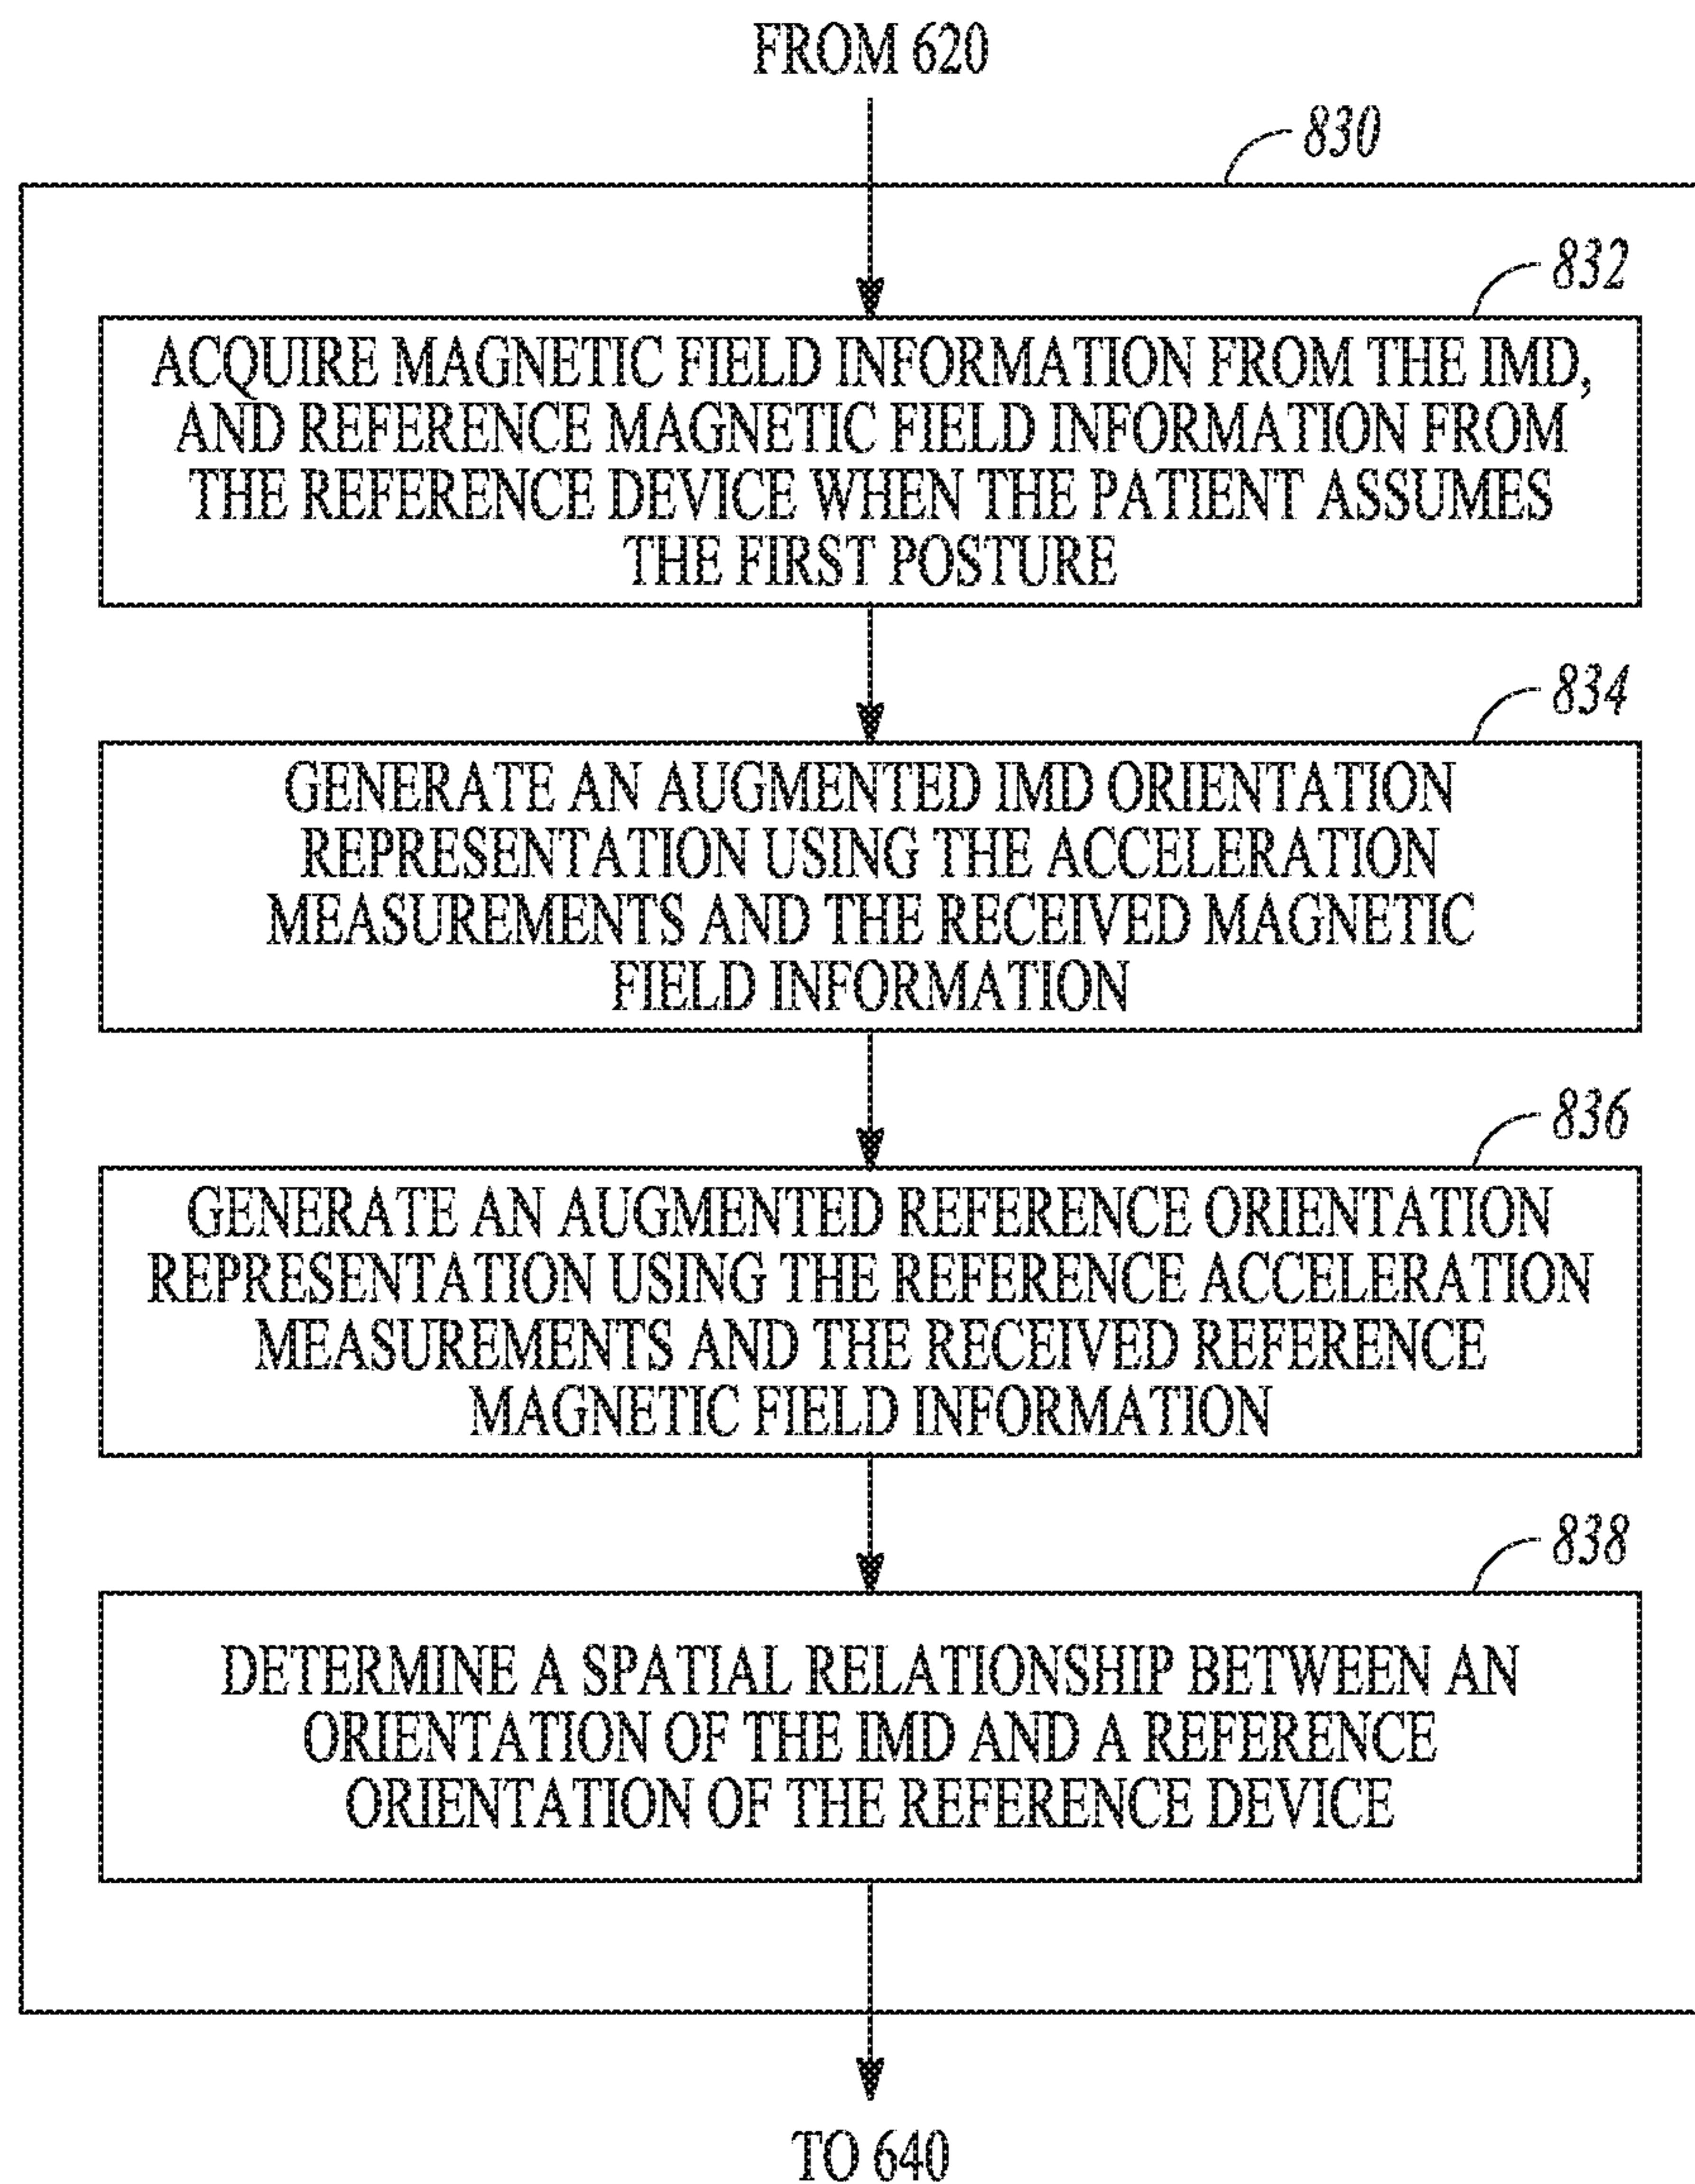 FROM 620
830
832
ACQUIRE MAGNETIC FIELD INFORMATION FROM THE IMD,
AND REFERENCE MAGNETIC FIELD INFORMATION FROM
THE REFERENCE DEVICE WHEN THE PATIENT ASSUMES
THE FIRST POSTURE
834
GENERATE AN AUGMENTED IMD ORIENTATION
REPRESENTATION USING THE ACCELERATION
MEASUREMENTS AND THE RECEIVED MAGNETIC
FIELD INFORMATION
836
GENERATE AN AUGMENTED REFERENCE ORIENTATION
REPRESENTATION USING THE REFERENCE ACCELERATION
MEASUREMENTS AND THE RECEIVED REFERENCE
MAGNETIC FIELD INFORMATION
838
DETERMINE A SPATIAL RELATIONSHIP BETWEEN AN
ORIENTATION OF THE IMD AND A REFERENCE
ORIENTATION OF THE REFERENCE DEVICE
TO 640